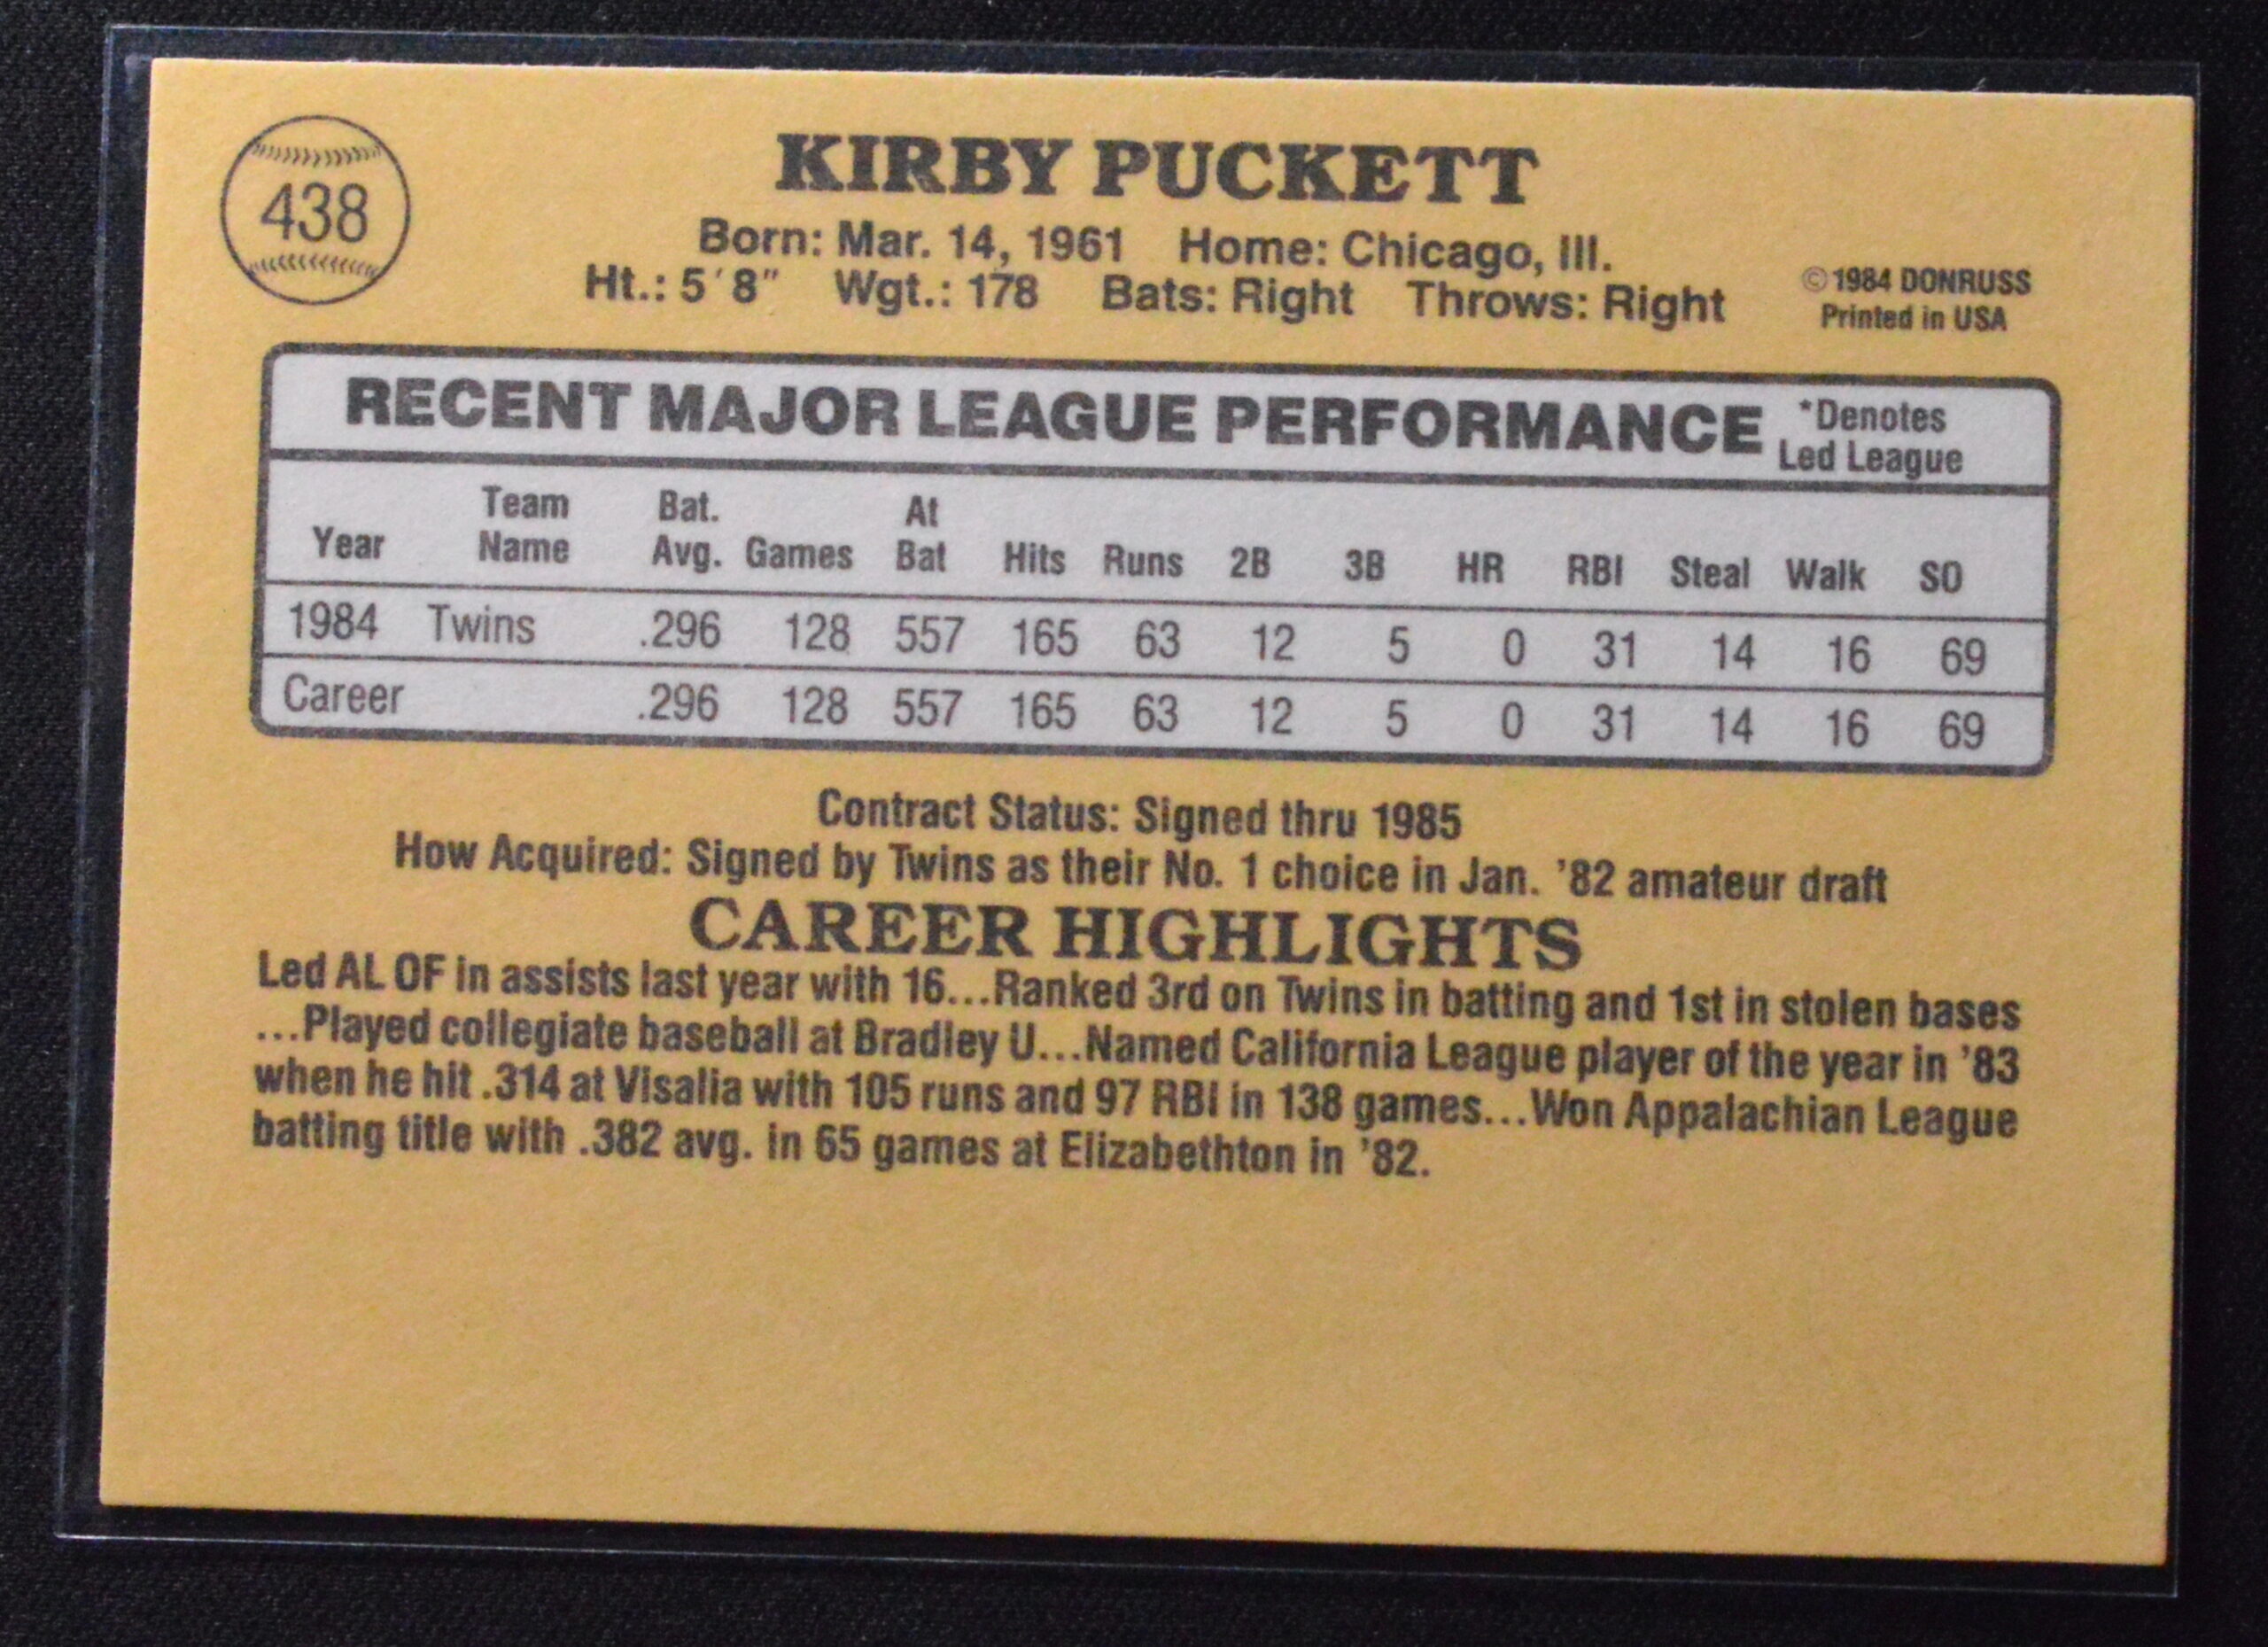 438
KIRBY PUCKETT
Born: Mar. 14, 1961 Home: Chicago, Ill.
Ht.: 5'8" Wgt.: 178 Bats: Right Throws: Right
© 1984 DONRUSS
Printed in USA
RECENT MAJOR LEAGUE PERFORMANCE *Denotes Led League
Year Team Name Bat. Avg. Games At Bat Hits Runs 2B 3B HR RBI Steal Walk SO
1984 Twins .296 128 557 165 63 12 5 0 31 14 16 69
Career .296 128 557 165 63 12 5 0 31 14 16 69
Contract Status: Signed thru 1985
How Acquired: Signed by Twins as their No. 1 choice in Jan. '82 amateur draft
CAREER HIGHLIGHTS
Led AL OF in assists last year with 16...Ranked 3rd on Twins in batting and 1st in stolen bases
...Played collegiate baseball at Bradley U...Named California League player of the year in '83
when he hit .314 at Visalia with 105 runs and 97 RBI in 138 games...Won Appalachian League
batting title with .382 avg. in 65 games at Elizabethton in '82.